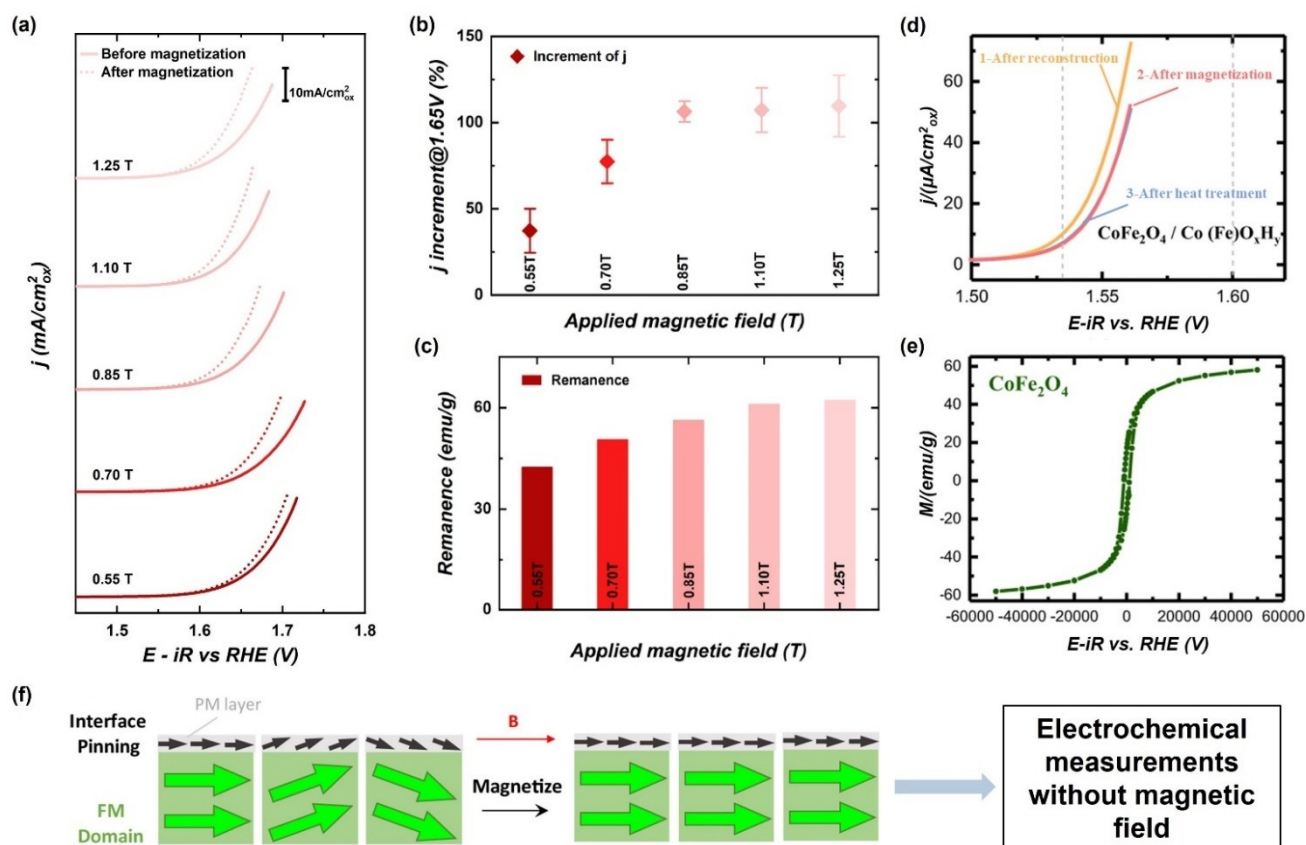 (a)
Before magnetization
After magnetization
10mA/cm²ox
1.25 T
1.10 T
0.85 T
0.70 T
0.55 T
j (mA/cm²ox)
1.5 1.6 1.7 1.8
E - iR vs RHE (V)
(b)
Increment of j
j increment@1.65V (%)
150
100
50
0
0.55T 0.70T 0.85T 1.10T 1.25T
Applied magnetic field (T)
(c)
Remanence
Remanence (emu/g)
60
30
0
0.55T 0.70T 0.85T 1.10T 1.25T
Applied magnetic field (T)
(d)
1-After reconstruction
2-After magnetization
3-After heat treatment
CoFe₂O₄ / Co (Fe)OₓHᵧ
j/(μA/cm²ox)
60
40
20
0
1.50 1.55 1.60
E-iR vs. RHE (V)
(e)
CoFe₂O₄
M/(emu/g)
60
40
20
0
-20
-40
-60
-60000 -40000 -20000 0 20000 40000 60000
E-iR vs. RHE (V)
(f)
PM layer
Interface
Pinning
FM
Domain
B
Magnetize
Electrochemical
measurements
without magnetic
field